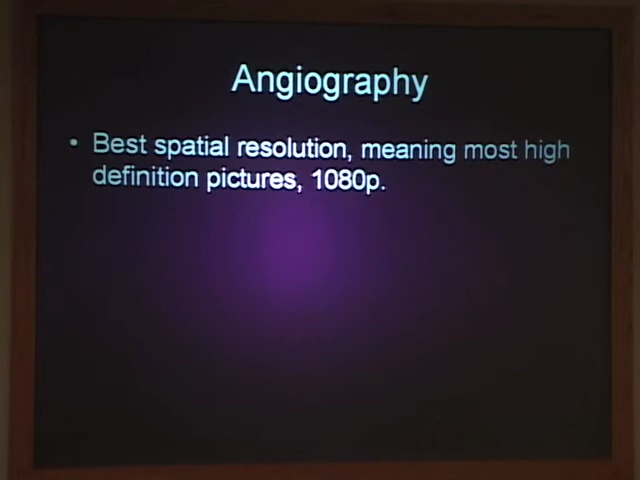 Angiography
• Best spatial resolution, meaning most high
definition pictures, 1080p.